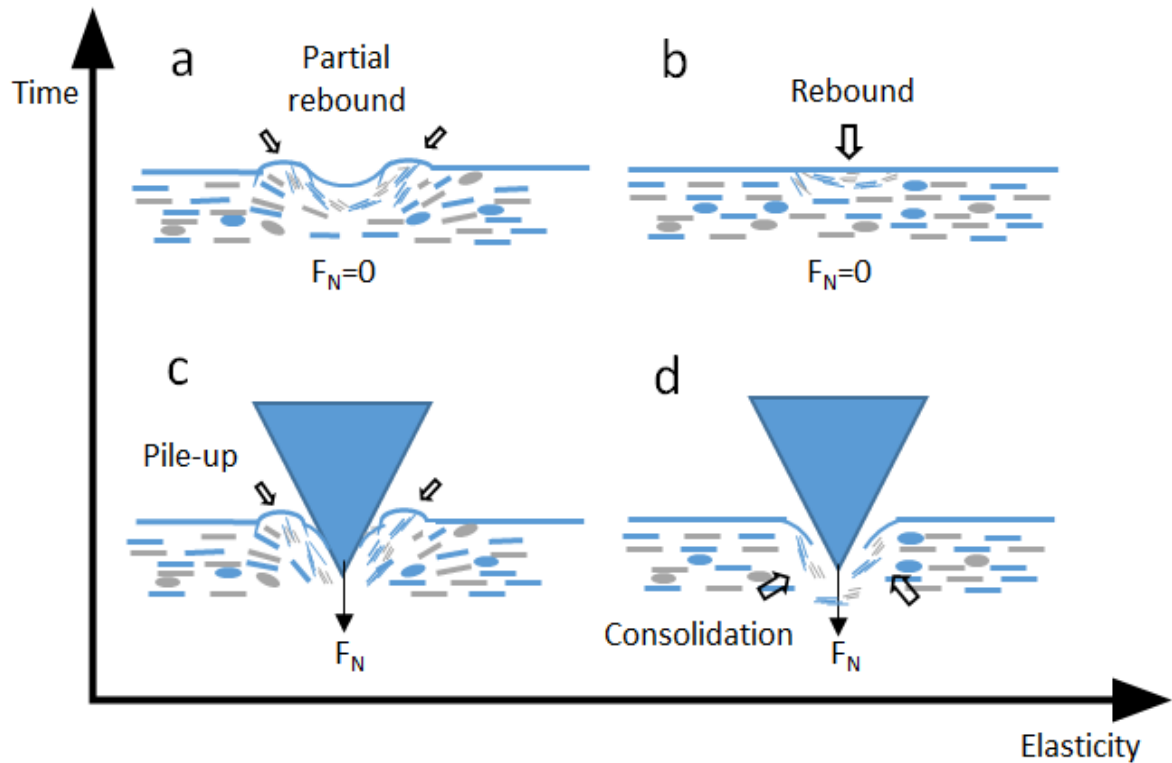 Time
a
Partial
rebound
b
Rebound
F_N=0
F_N=0
c
Pile-up
F_N
d
Consolidation
F_N
Elasticity